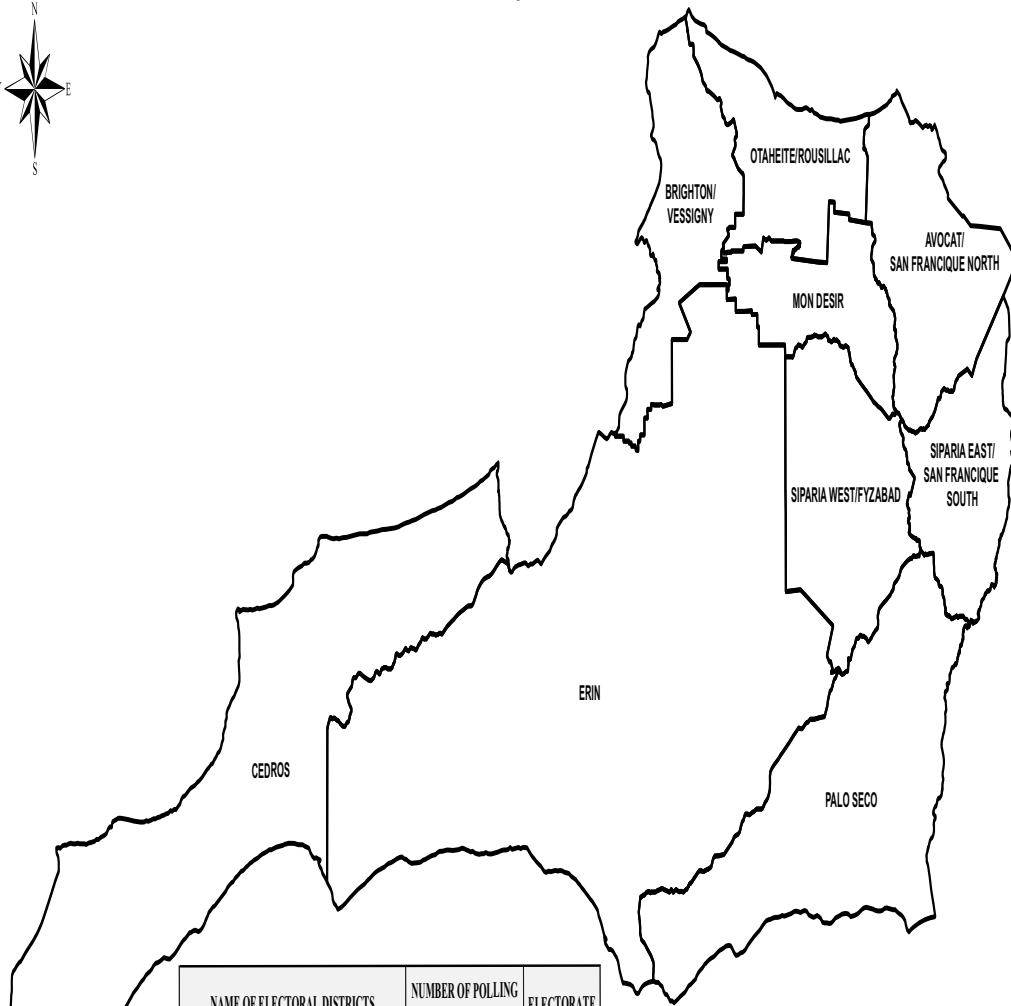 N
E
S
OTAHEITE/ROUSILLAC
BRIGHTON/
VESSIGNY
AVOCAT/
SAN FRANCIQUE NORTH
MON DESIR
SIPARIA EAST/
SAN FRANCIQUE
SOUTH
SIPARIA WEST/FYZABAD
ERIN
CEDROS
PALO SECO
NUMBER OF POLLING
NAME OF ELECTORAL DISTRICTS
ELECTORATE